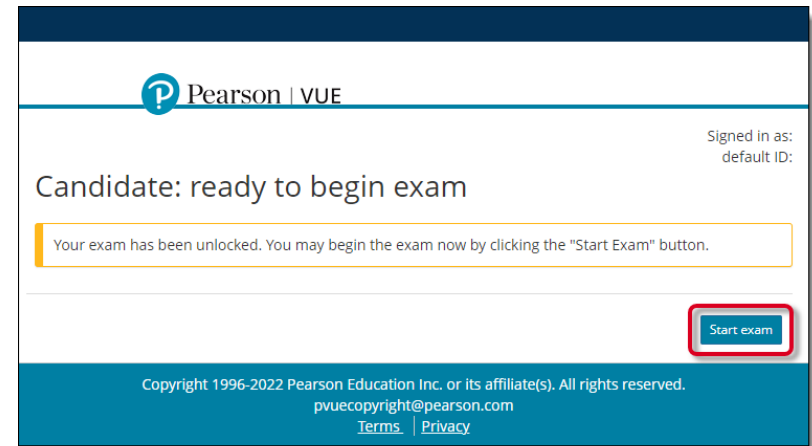 Pearson | VUE
Signed in as:
default ID:
Candidate: ready to begin exam
Your exam has been unlocked. You may begin the exam now by clicking the "Start Exam" button.
Start exam
Copyright 1996-2022 Pearson Education Inc. or its affiliate(s). All rights reserved.
pvuecopyright@pearson.com
Terms | Privacy